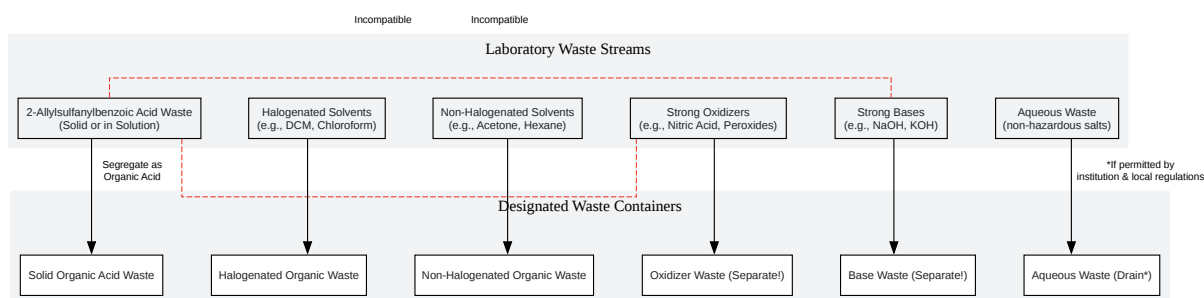 Incompatible
Incompatible
Laboratory Waste Streams
2-Allylsulfanylbenzoic Acid Waste
(Solid or in Solution)
Halogenated Solvents
(e.g., DCM, Chloroform)
Non-Halogenated Solvents
(e.g., Acetone, Hexane)
Strong Oxidizers
(e.g., Nitric Acid, Peroxides)
Strong Bases
(e.g., NaOH, KOH)
Aqueous Waste
(non-hazardous salts)
Segregate as
Organic Acid
*If permitted by
institution & local regulations
Designated Waste Containers
Solid Organic Acid Waste
Halogenated Organic Waste
Non-Halogenated Organic Waste
Oxidizer Waste (Separate!)
Base Waste (Separate!)
Aqueous Waste (Drain*)